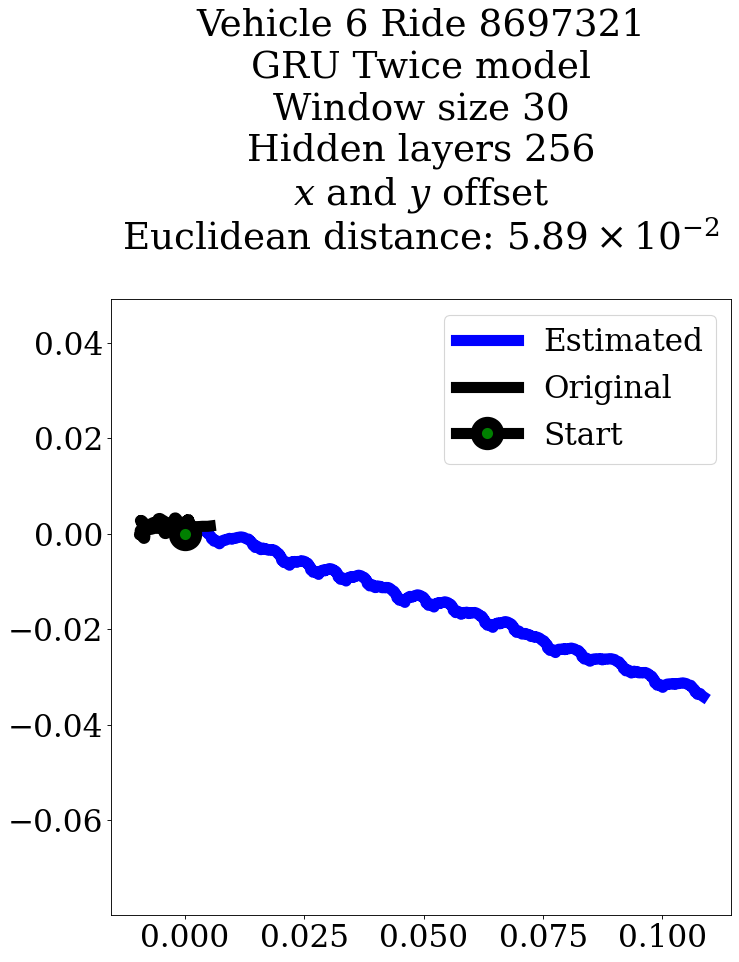 Vehicle 6 Ride 8697321
GRU Twice model
Window size 30
Hidden layers 256
x and y offset
Euclidean distance: 5.89 × 10⁻²
Estimated
Original
Start
0.04
0.02
0.00
−0.02
−0.04
−0.06
0.000 0.025 0.050 0.075 0.100